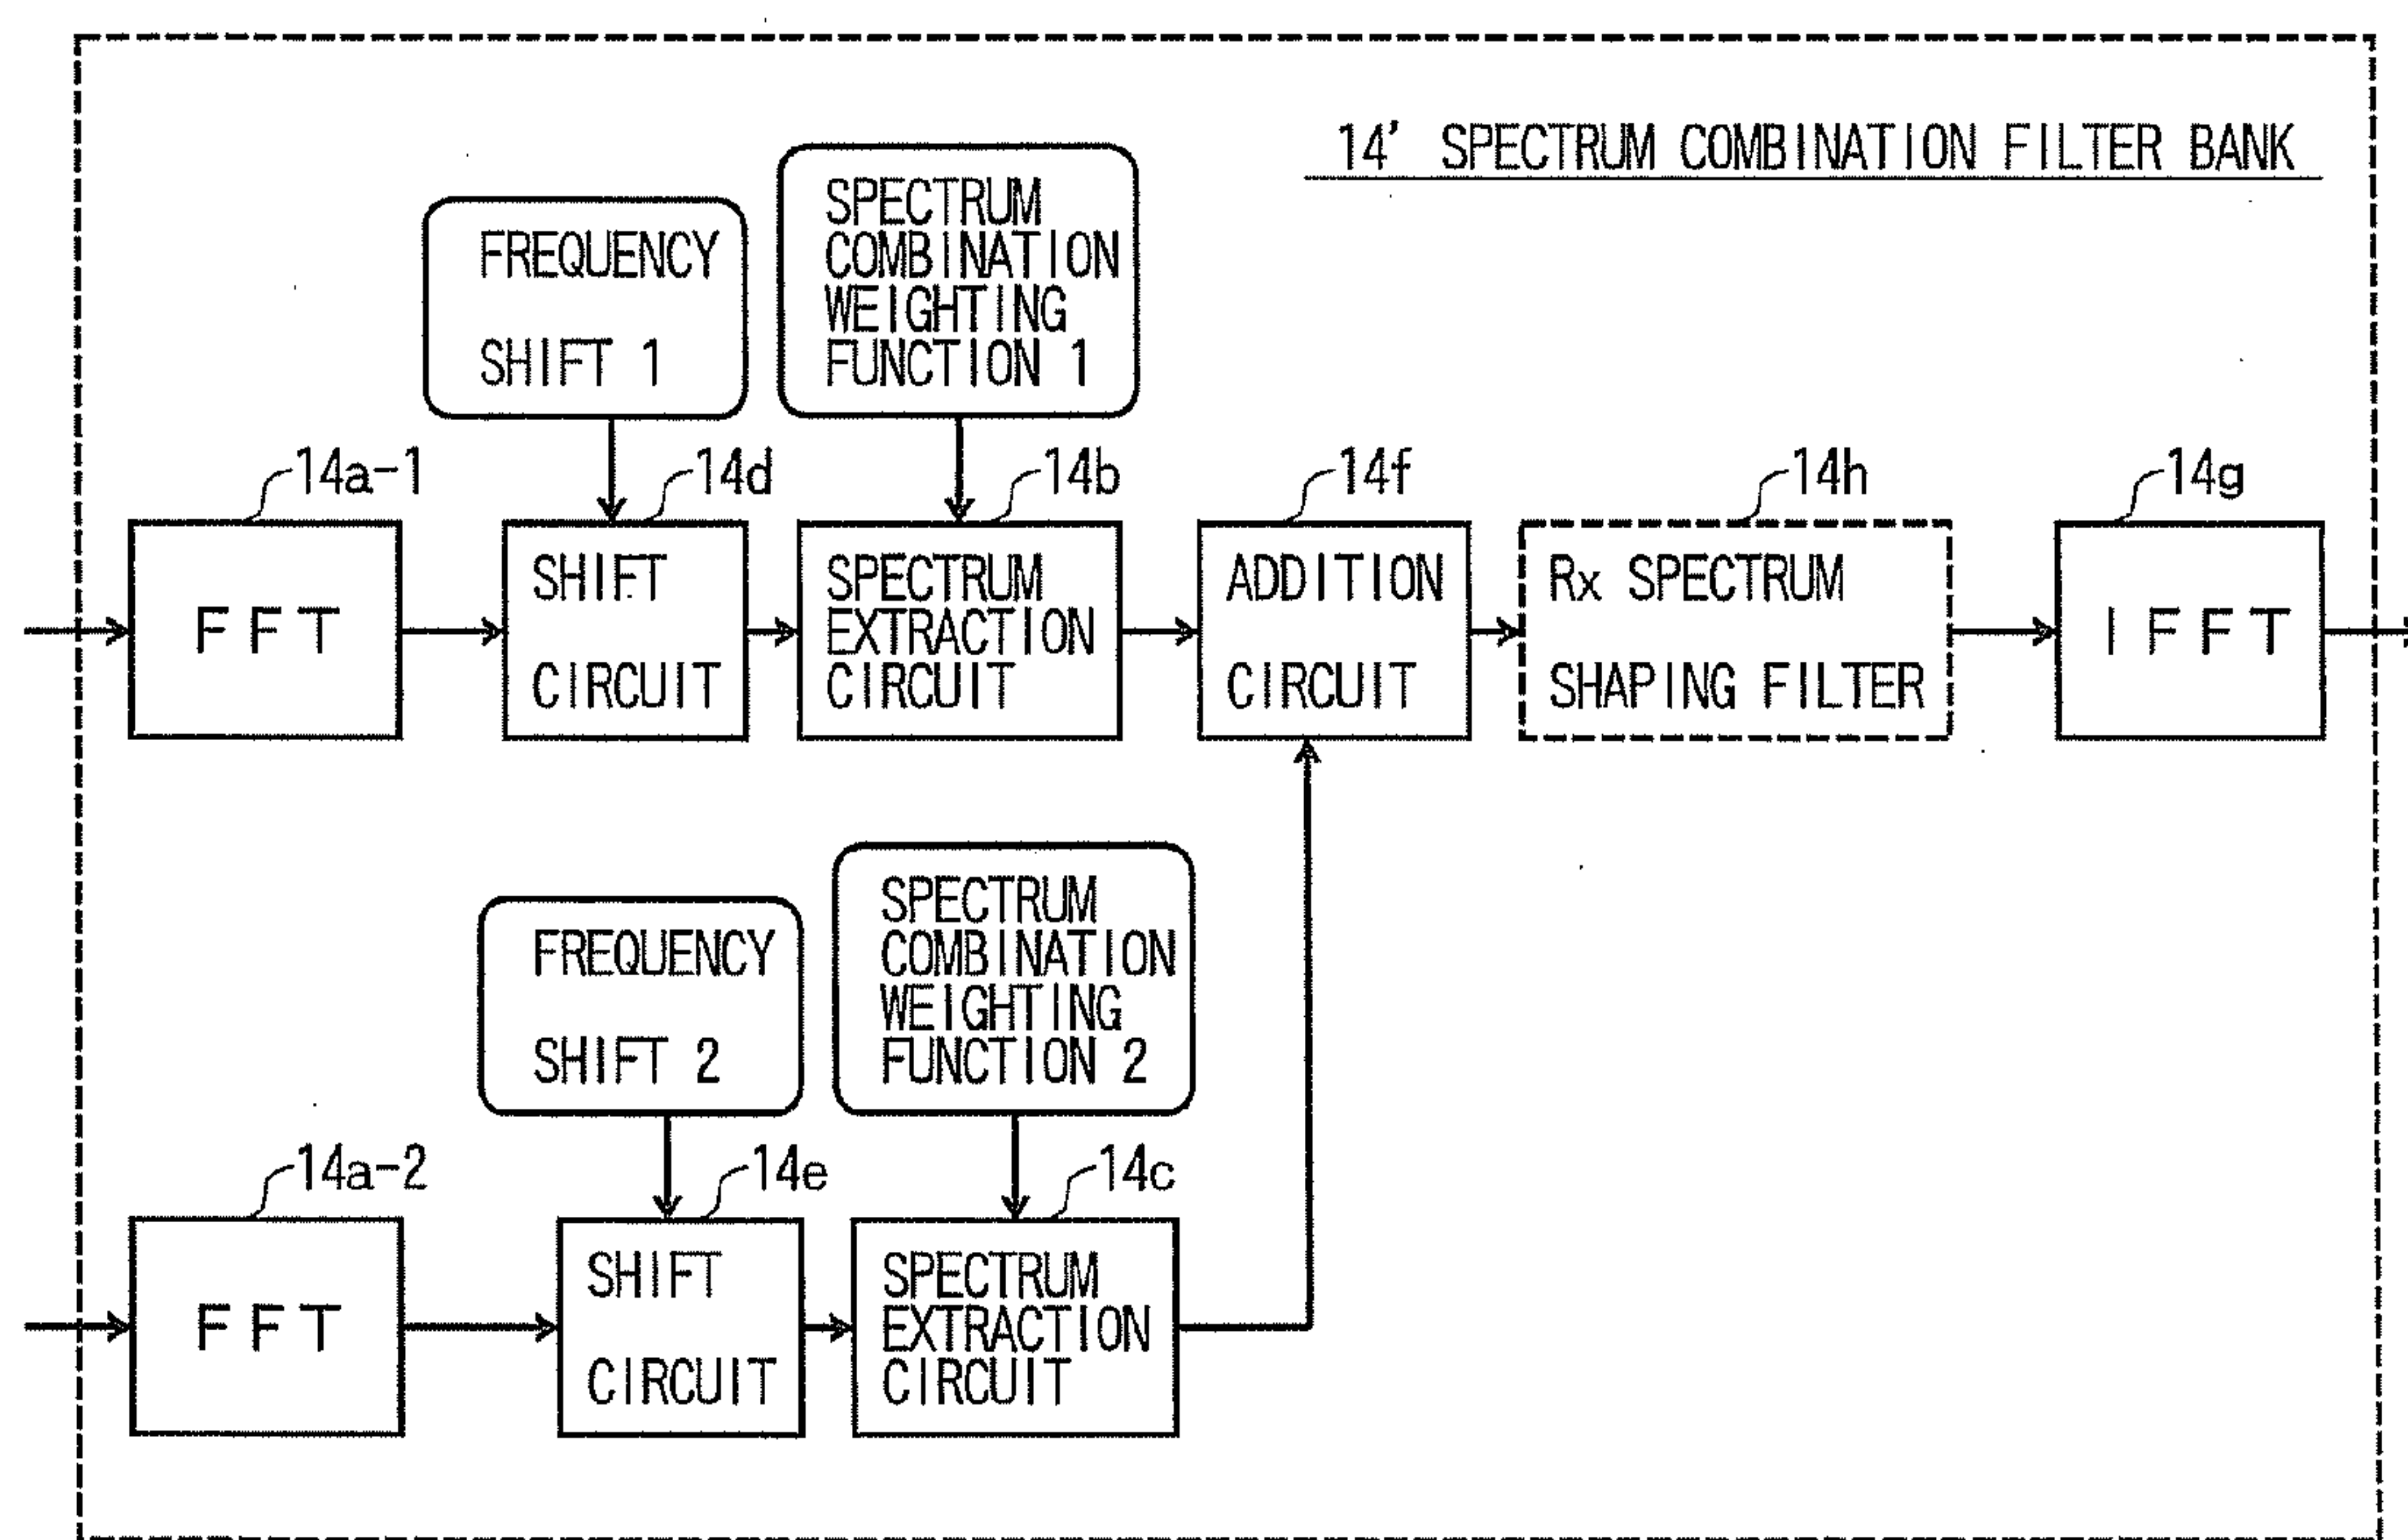 14' SPECTRUM COMBINATION FILTER BANK
FREQUENCY
SHIFT 1
SPECTRUM
COMBINATION
WEIGHTING
FUNCTION 1
14a-1
14d
14b
14f
14h
14g
FFT
SHIFT
CIRCUIT
SPECTRUM
EXTRACTION
CIRCUIT
ADDITION
CIRCUIT
Rx SPECTRUM
SHAPING FILTER
IFFT
FREQUENCY
SHIFT 2
SPECTRUM
COMBINATION
WEIGHTING
FUNCTION 2
14a-2
14e
14c
FFT
SHIFT
CIRCUIT
SPECTRUM
EXTRACTION
CIRCUIT